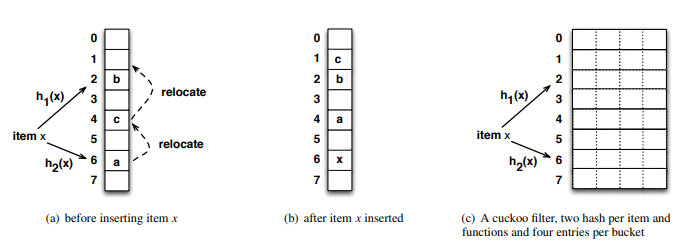 0
1
2 b
3
4 c
5
6 a
7
h1(x)
item x
h2(x)
relocate
relocate
(a) before inserting item x
0
1 c
2 b
3
4 a
5
6 x
7
(b) after item x inserted
0
1
2
3
4
5
6
7
h1(x)
item x
h2(x)
(c) A cuckoo filter, two hash per item and
functions and four entries per bucket